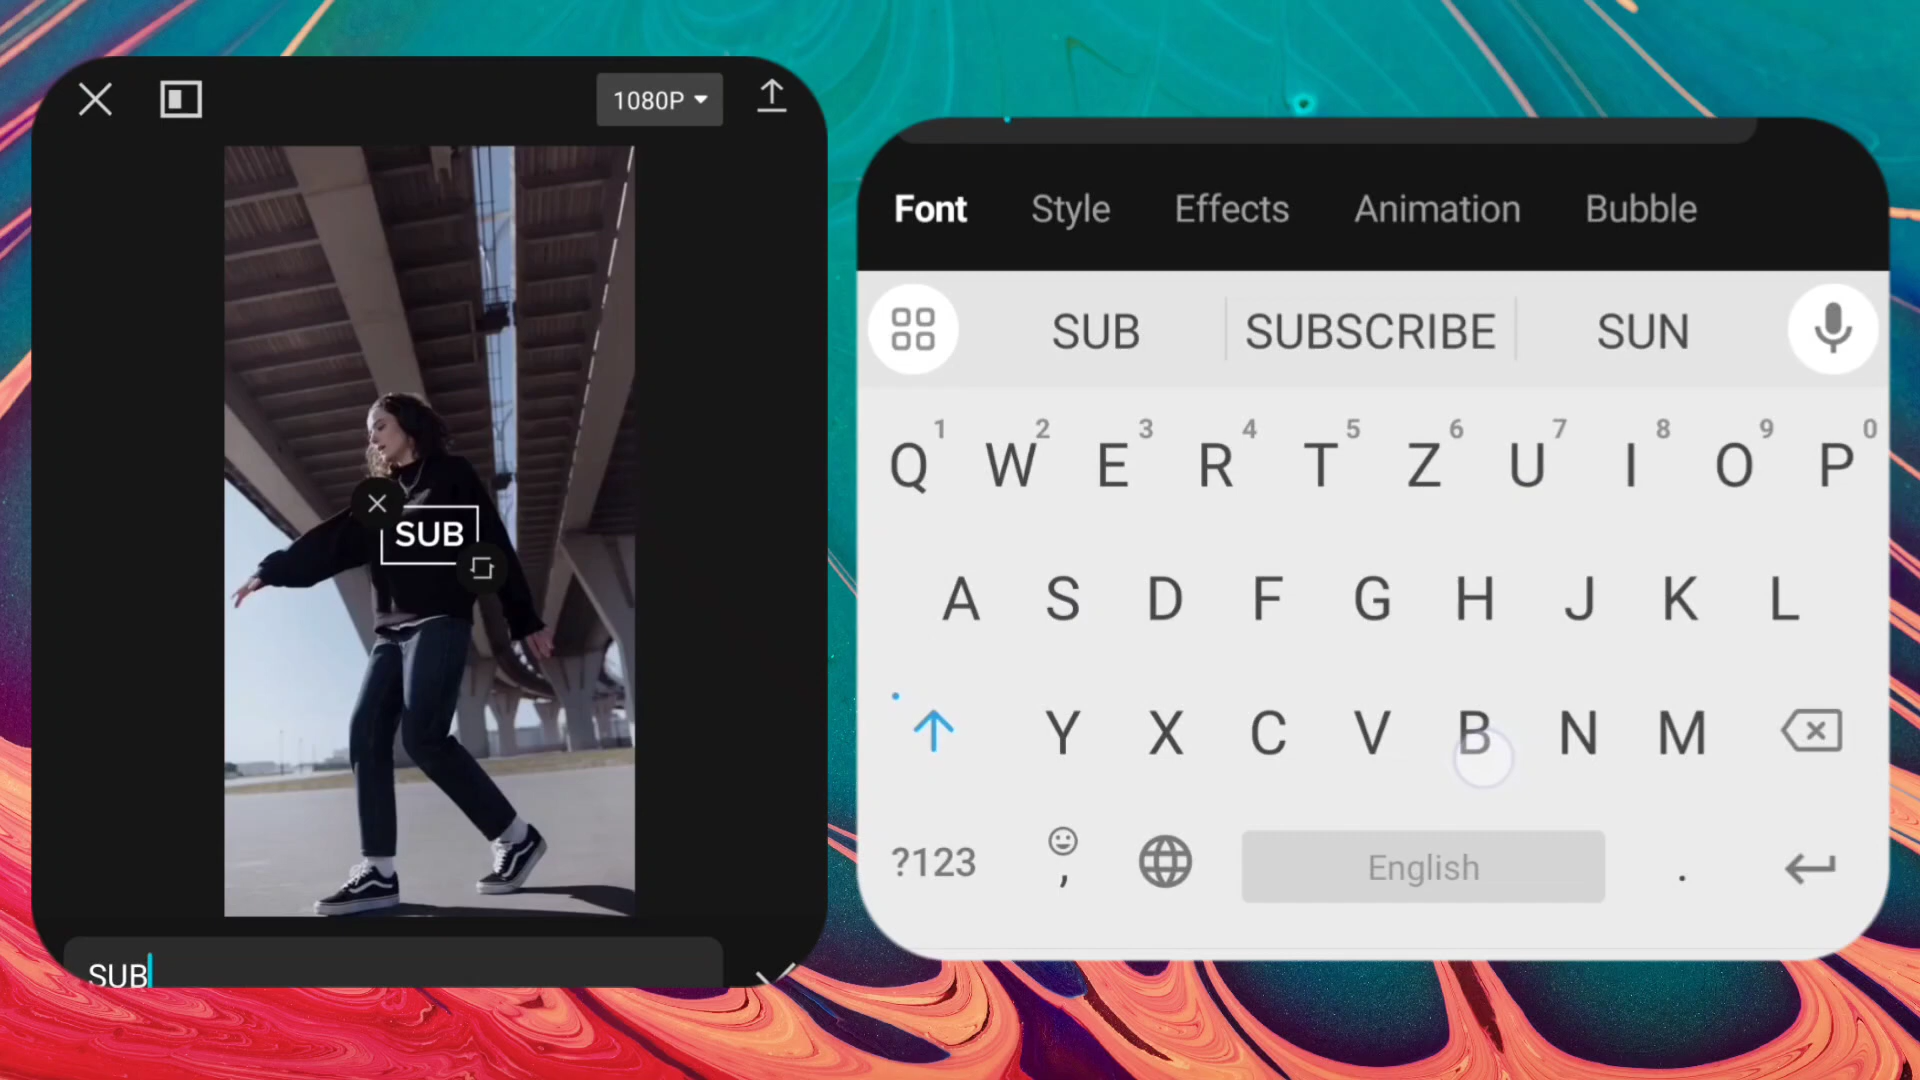 1080P
SUB
SUB
Font Style Effects Animation Bubble
SUB SUBSCRIBE SUN
1 2 3 4 5 6 7 8 9 0
Q W E R T Z U I O P
A S D F G H J K L
Y X C V B N M
?123 , English .